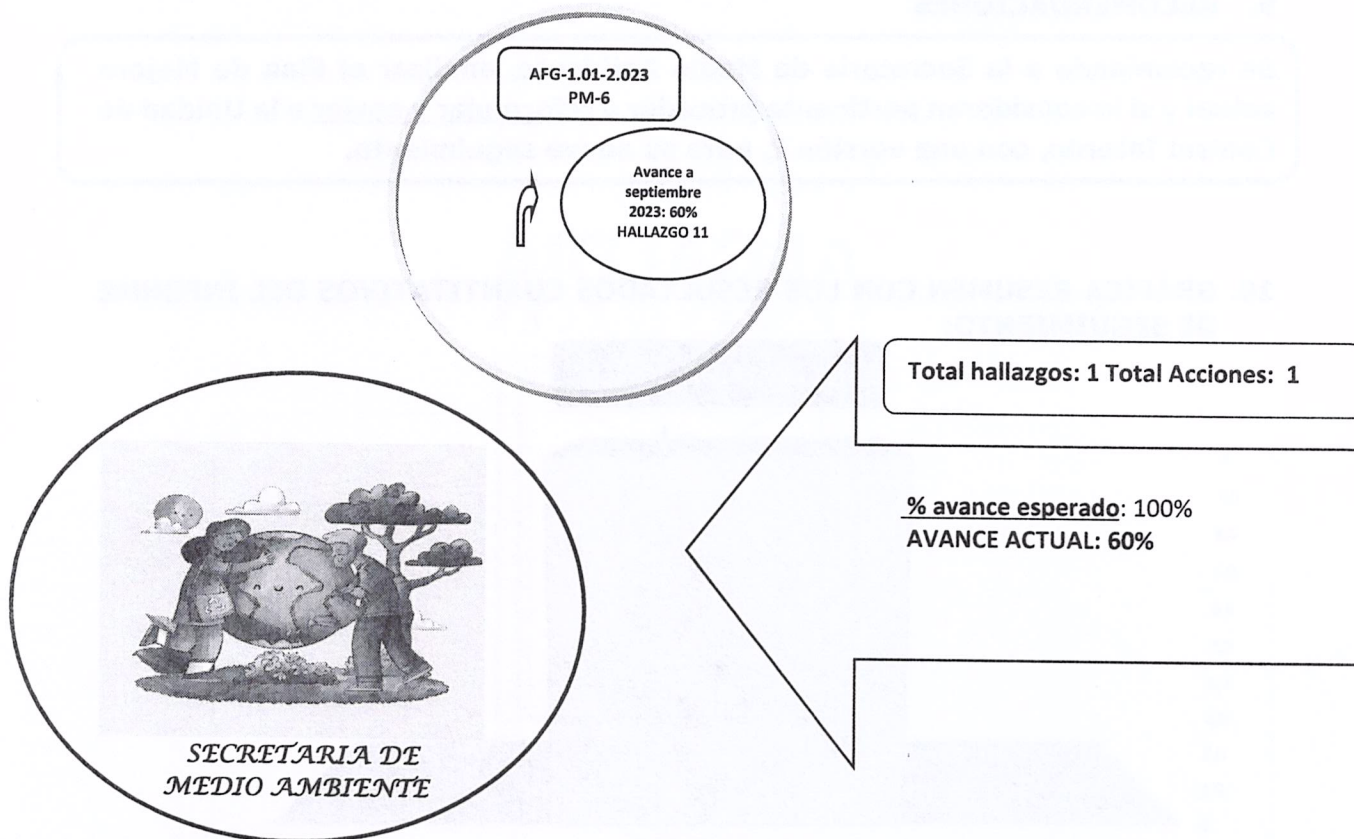 AFG-1.01-2.023
PM-6
Avance a
septiembre
2023: 60%
HALLAZGO 11
Total hallazgos: 1 Total Acciones: 1
% avance esperado: 100%
AVANCE ACTUAL: 60%
SECRETARIA DE
MEDIO AMBIENTE